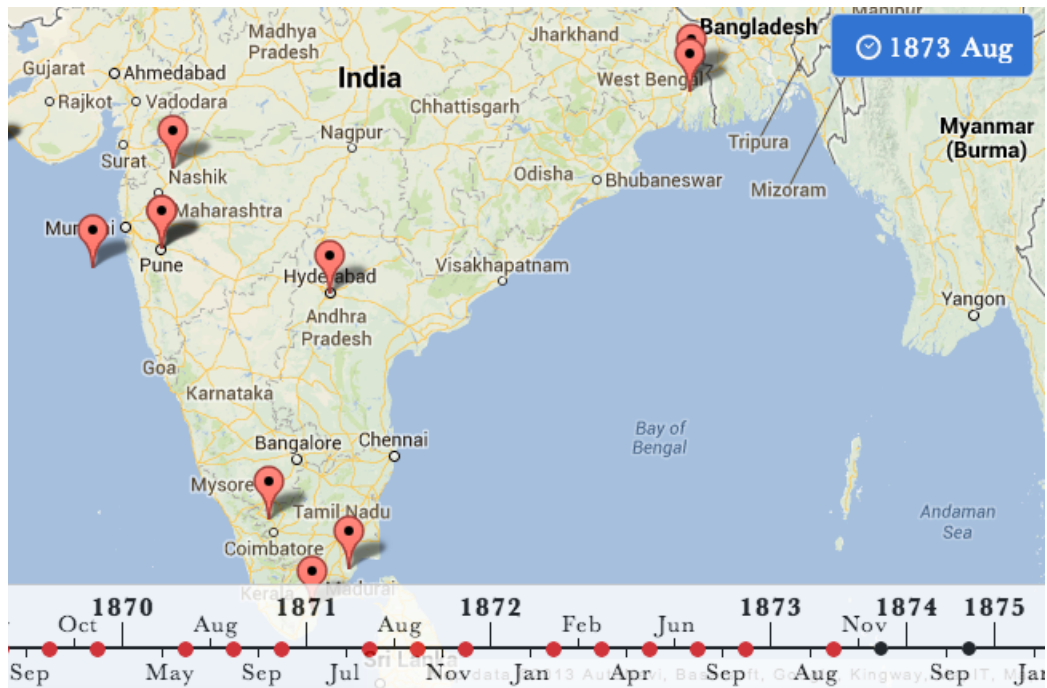 Manipur
Madhya
Pradesh
Jharkhand
Bangladesh
1873 Aug
Gujarat
Ahmedabad
India
West Bengal
Rajkot
Vadodara
Chhattisgarh
Nagpur
Tripura
Myanmar
(Burma)
Surat
Nashik
Odisha
Bhubaneswar
Mizoram
Maharashtra
Pune
Hyderabad
Visakhapatnam
Andhra
Pradesh
Yangon
Goa
Karnataka
Bay of
Bengal
Bangalore
Chennai
Mysore
Tamil Nadu
Andaman
Sea
Coimbatore
Kerala
Madurai
1870
1871
1872
1873
1874
1875
Oct
Aug
Aug
Feb
Jun
Nov
Sri Lanka
Sep
May
Sep
Jul
Nov
Jan
Apr
Sep
Jan
Sep
Kingway,